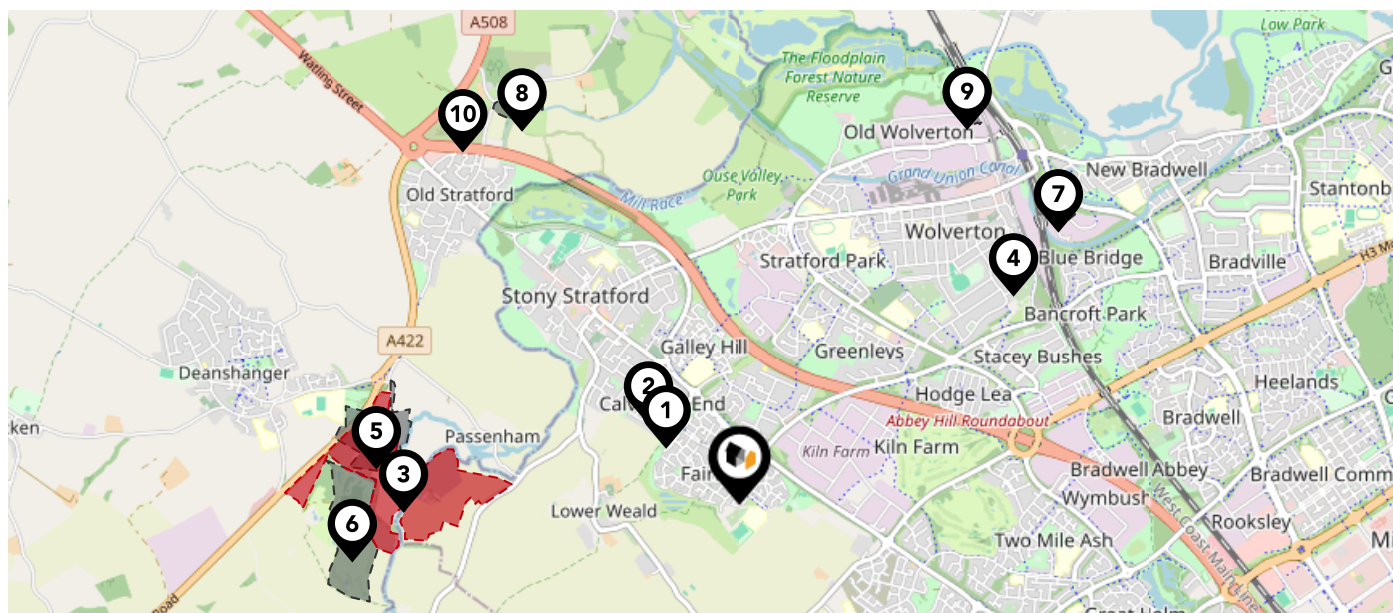 A508
Watling Street
The Floodplain
Forest Nature
Reserve
Low Park
8
9
10
Old Wolverton
Grand Union Canal
New Bradwell
Old Stratford
Mill Race
Ouse Valley
Park
7
Stantonb
Wolverton
4
Blue Bridge
Bradville
H3 M
Stratford Park
Stony Stratford
Bancroft Park
A422
Galley Hill
Greenleys
Stacey Bushes
Deanshanger
2
1
End
Hodge Lea
Heelands
Abbey Hill Roundabout
Bradwell
cken
5
Passenham
Kiln Farm
Kiln Farm
3
Fair
Bradwell Abbey
Bradwell Comm
Wymbush
West Coast Main Line
6
Lower Weald
Rooksley
Two Mile Ash
Mi
Road